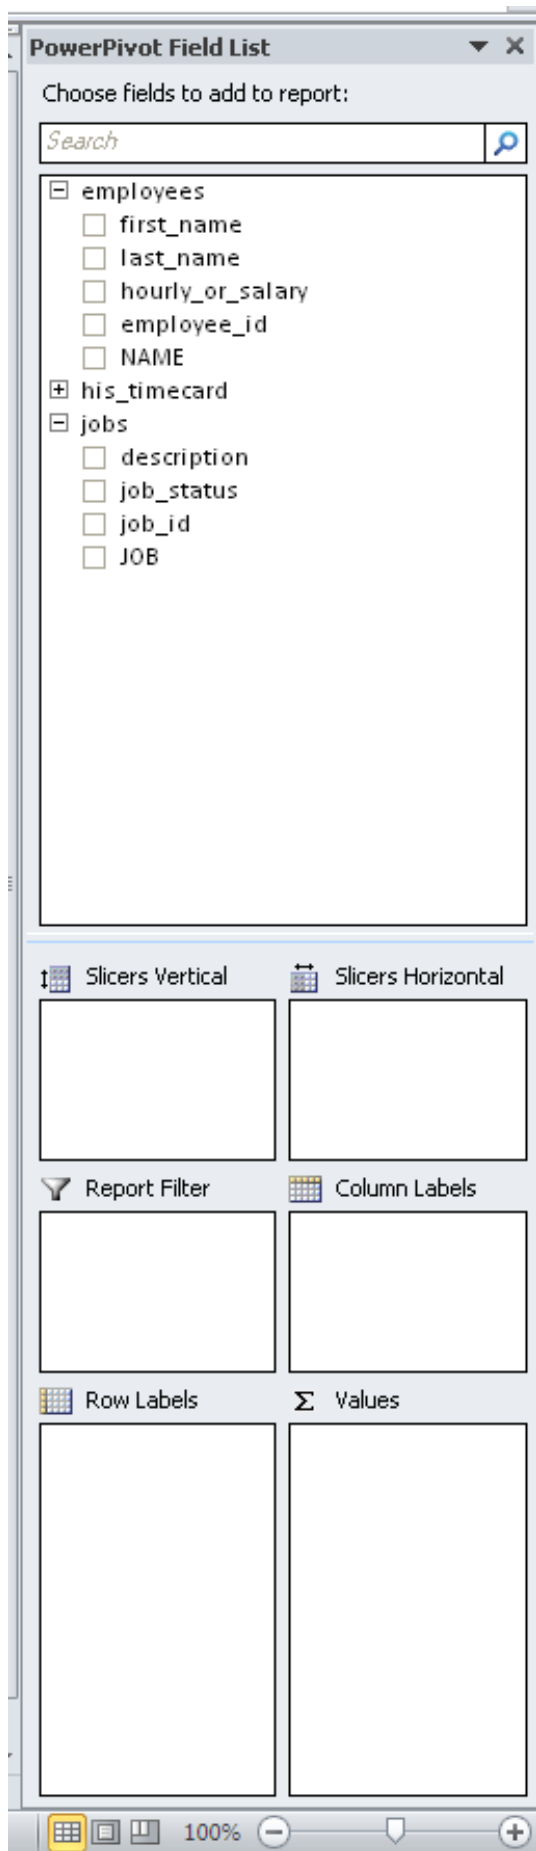 PowerPivot Field List
Choose fields to add to report:
Search
employees
first_name
last_name
hourly_or_salary
employee_id
NAME
his_timecard
jobs
description
job_status
job_id
JOB
Slicers Vertical
Slicers Horizontal
Report Filter
Column Labels
Row Labels
Σ Values
100%